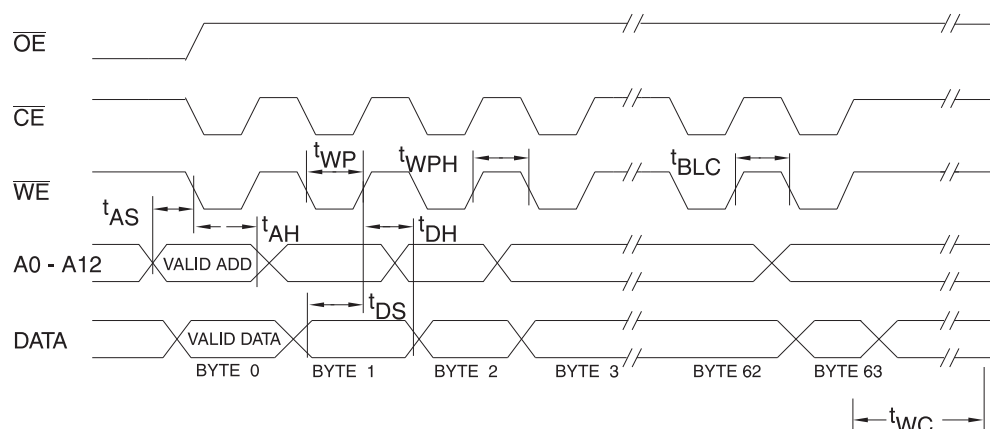 OE
CE
tWP
tWPH
tBLC
WE
tAS
tAH
tDH
A0 - A12
VALID ADD
tDS
DATA
VALID DATA
BYTE 0
BYTE 1
BYTE 2
BYTE 3
BYTE 62
BYTE 63
tWC